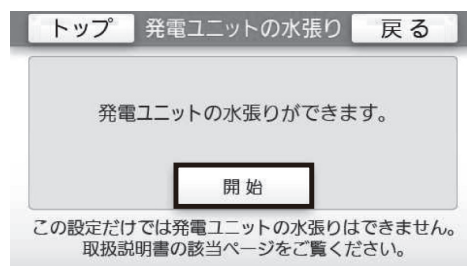 トップ 発電ユニットの水張り 戻る
発電ユニットの水張りができます。
開始
この設定だけでは発電ユニットの水張りはできません。
取扱説明書の該当ページをご覧ください。